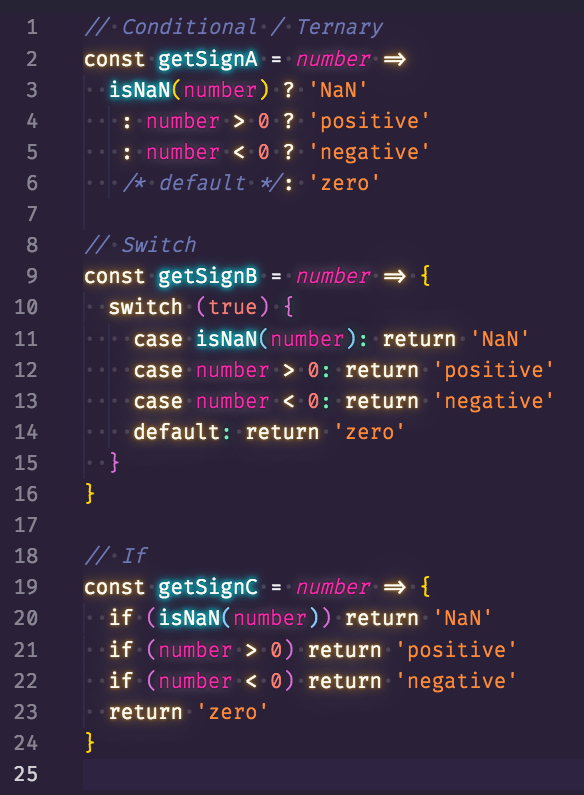 1 // Conditional / Ternary
2 const getSignA = number =>
3   isNaN(number) ? 'NaN'
4    : number > 0 ? 'positive'
5    : number < 0 ? 'negative'
6    /* default */: 'zero'
7
8 // Switch
9 const getSignB = number => {
10   switch (true) {
11     case isNaN(number): return 'NaN'
12     case number > 0: return 'positive'
13     case number < 0: return 'negative'
14     default: return 'zero'
15   }
16 }
17
18 // If
19 const getSignC = number => {
20   if (isNaN(number)) return 'NaN'
21   if (number > 0) return 'positive'
22   if (number < 0) return 'negative'
23   return 'zero'
24 }
25